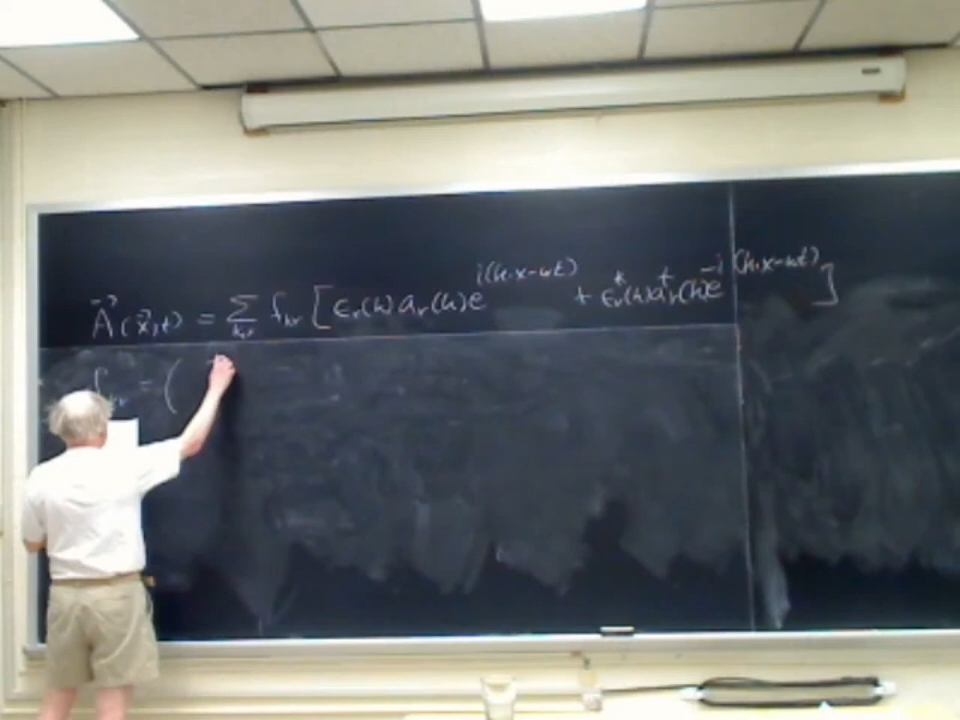 A⃗(x⃗,t) = Σ_{k,r} f_{kr} [ε_r(k) a_r(k) e^{i(k·x-ωt)} + ε_r^*(k) a_r^†(k) e^{-i(k·x-ωt)}]
f_{kr} = (